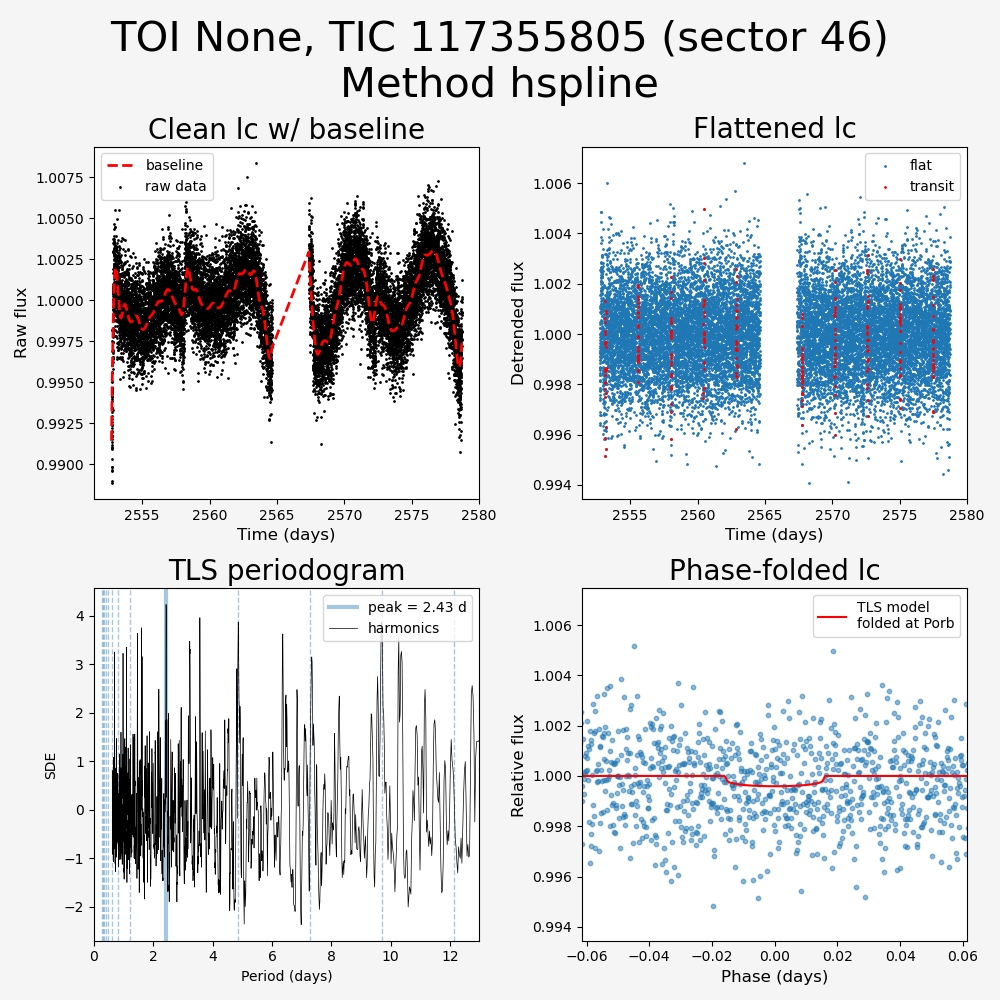 TOI None, TIC 117355805 (sector 46)
Method hspline
Clean lc w/ baseline
baseline
raw data
1.0075
1.0050
1.0025
1.0000
0.9975
0.9950
0.9925
0.9900
Raw flux
2555
2560
2565
2570
2575
2580
Time (days)
Flattened lc
flat
transit
1.006
1.004
1.002
1.000
0.998
0.996
0.994
Detrended flux
2555
2560
2565
2570
2575
2580
Time (days)
TLS periodogram
peak = 2.43 d
harmonics
4
3
2
1
0
−1
−2
SDE
0
2
4
6
8
10
12
Period (days)
Phase-folded lc
TLS model
folded at Porb
1.006
1.004
1.002
1.000
0.998
0.996
0.994
Relative flux
−0.06
−0.04
−0.02
0.00
0.02
0.04
0.06
Phase (days)